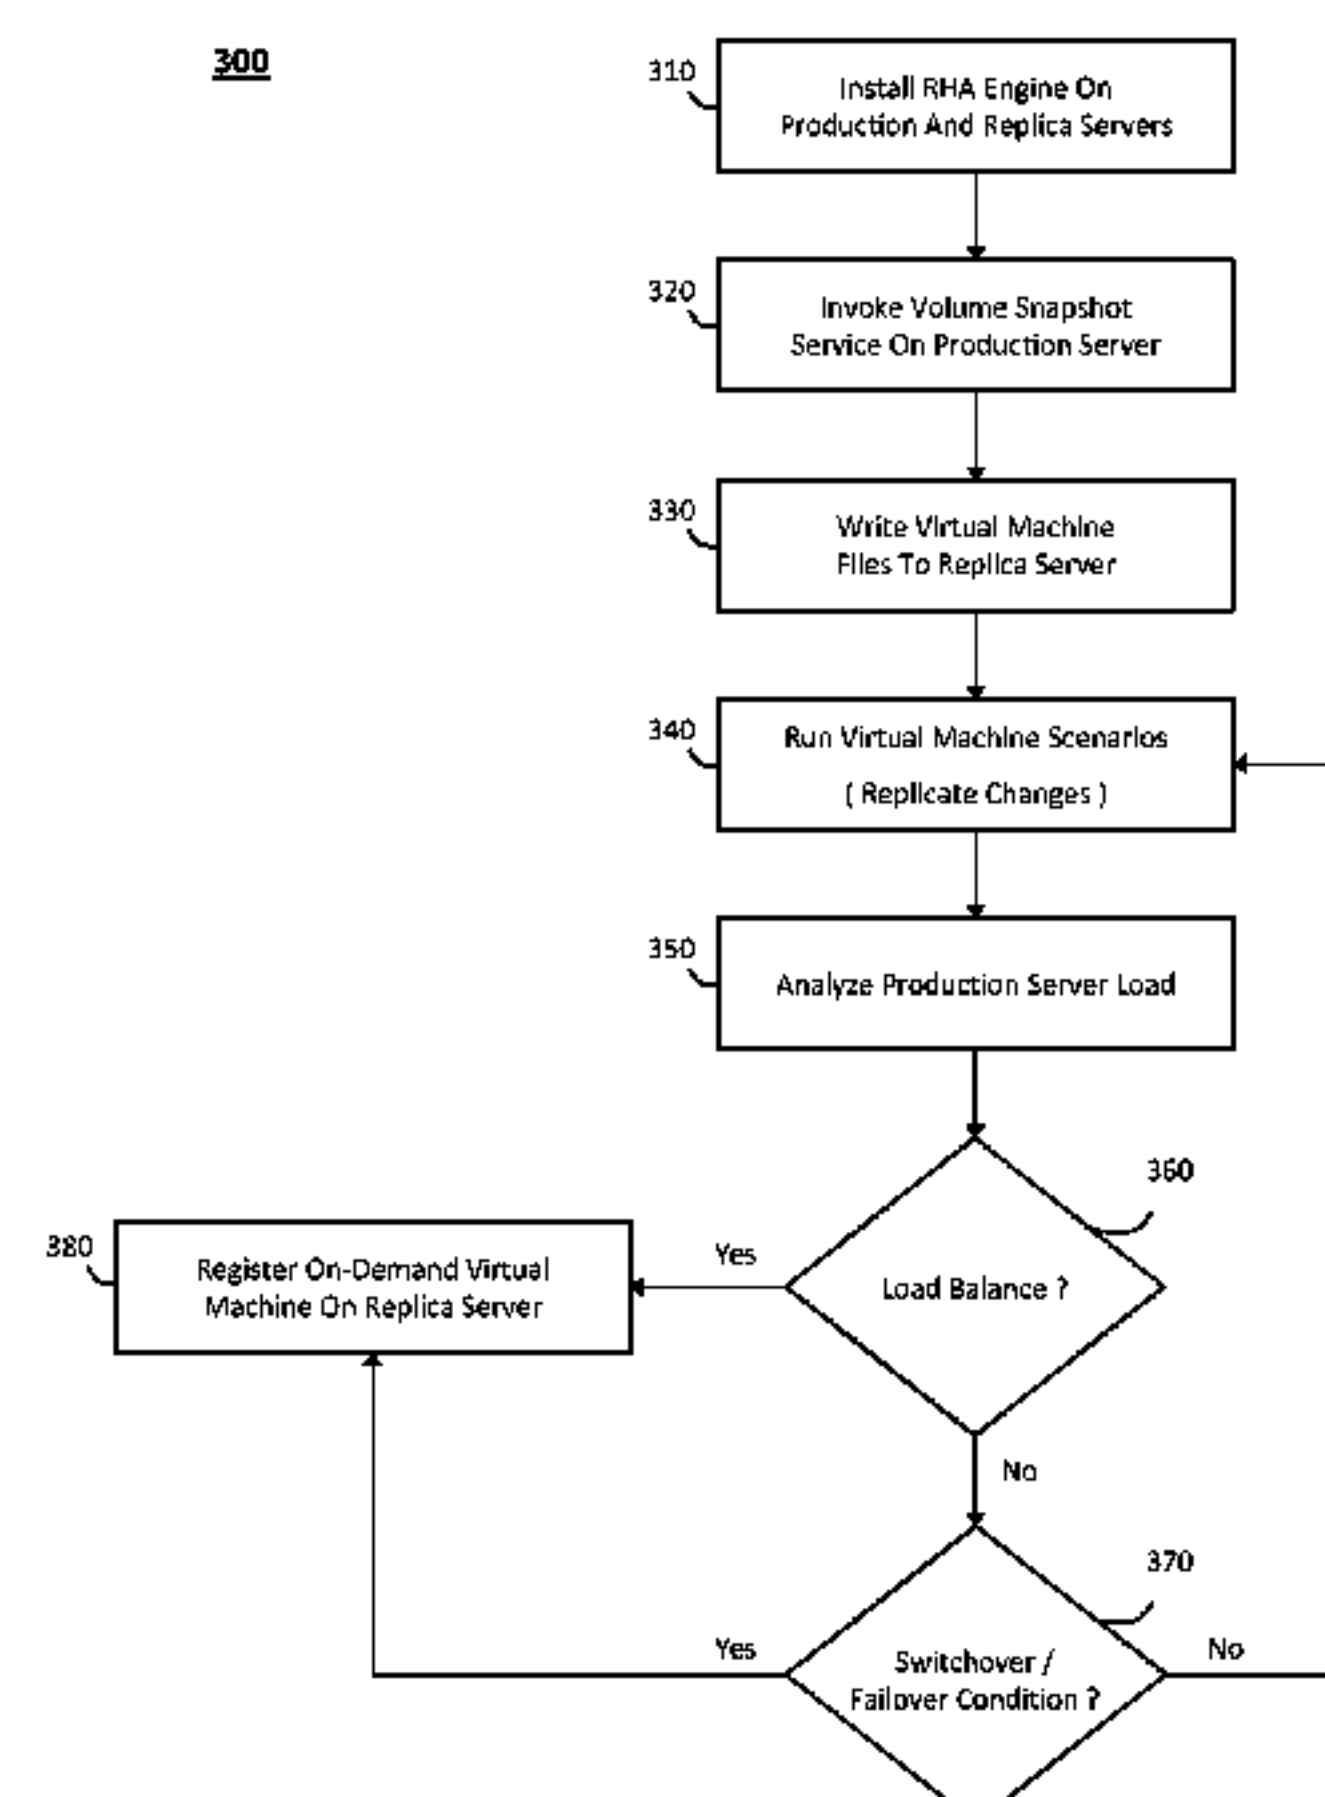 300
310
Install RHA Engine On
Production And Replica Servers
320
Invoke Volume Snapshot
Service On Production Server
330
Write Virtual Machine
Files To Replica Server
340
Run Virtual Machine Scenarios
( Replicate Changes )
350
Analyze Production Server Load
360
Load Balance ?
Yes
380
Register On-Demand Virtual
Machine On Replica Server
No
370
Switchover /
Failover Condition ?
Yes
No